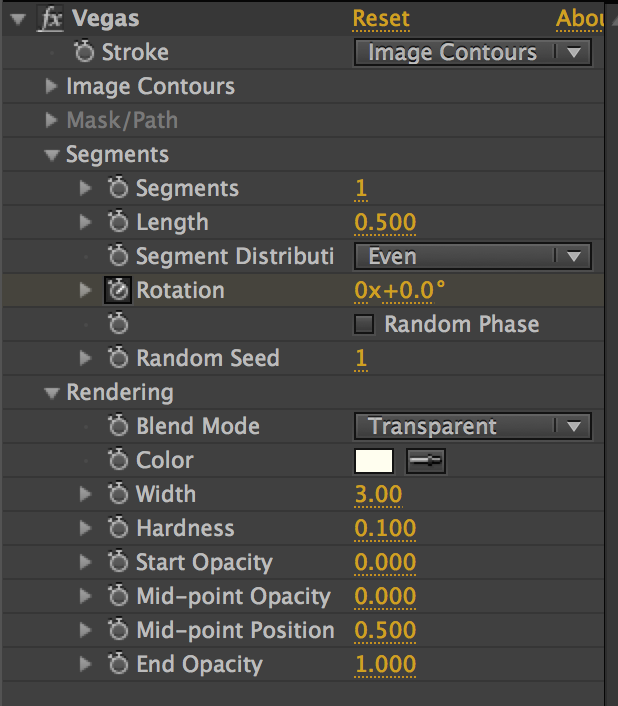 fx Vegas Reset Abou
Stroke Image Contours
Image Contours
Mask/Path
Segments
Segments 1
Length 0.500
Segment Distributi Even
Rotation 0x+0.0°
Random Phase
Random Seed 1
Rendering
Blend Mode Transparent
Color
Width 3.00
Hardness 0.100
Start Opacity 0.000
Mid-point Opacity 0.000
Mid-point Position 0.500
End Opacity 1.000